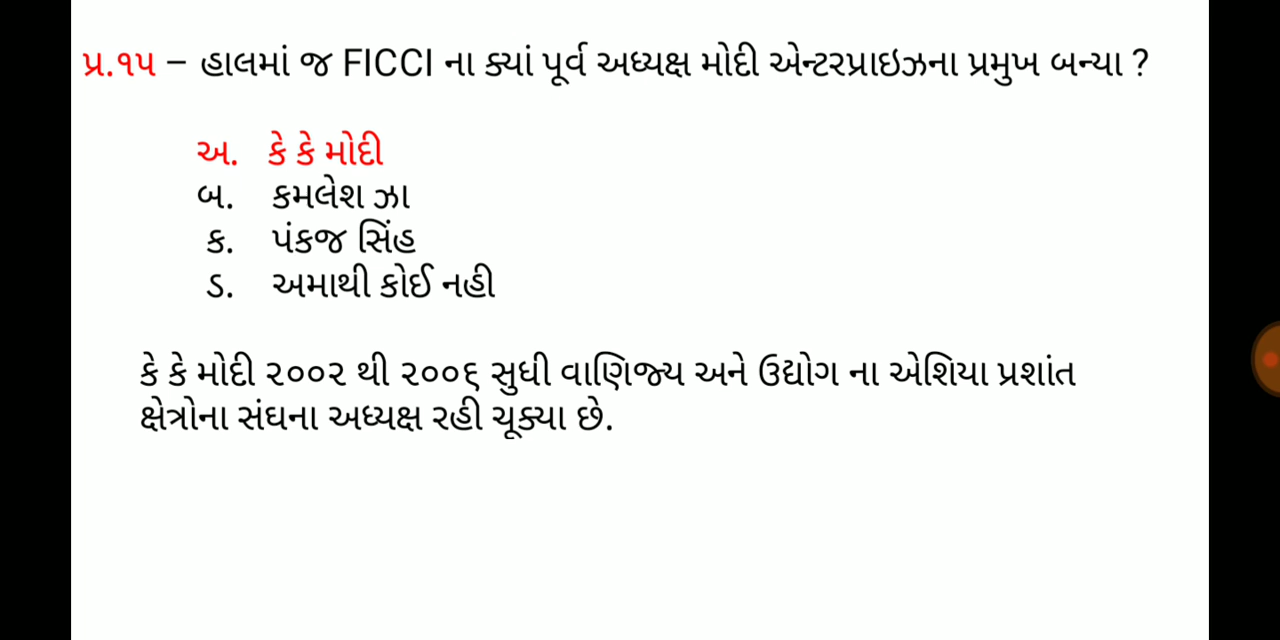 પ્ર.૧૫ – હાલમાં જ FICCI ના ક્યાં પૂર્વ અધ્યક્ષ મોદી એન્ટરપ્રાઇઝના પ્રમુખ બન્યા ?
અ. કે કે મોદી
બ. કમલેશ ઝા
ક. પંકજ સિંહ
ડ. અમાથી કોઈ નહી
કે કે મોદી ૨૦૦૨ થી ૨૦૦૬ સુધી વાણિજ્ય અને ઉદ્યોગ ના એશિયા પ્રશાંત
ક્ષેત્રોના સંઘના અધ્યક્ષ રહી ચૂક્યા છે.